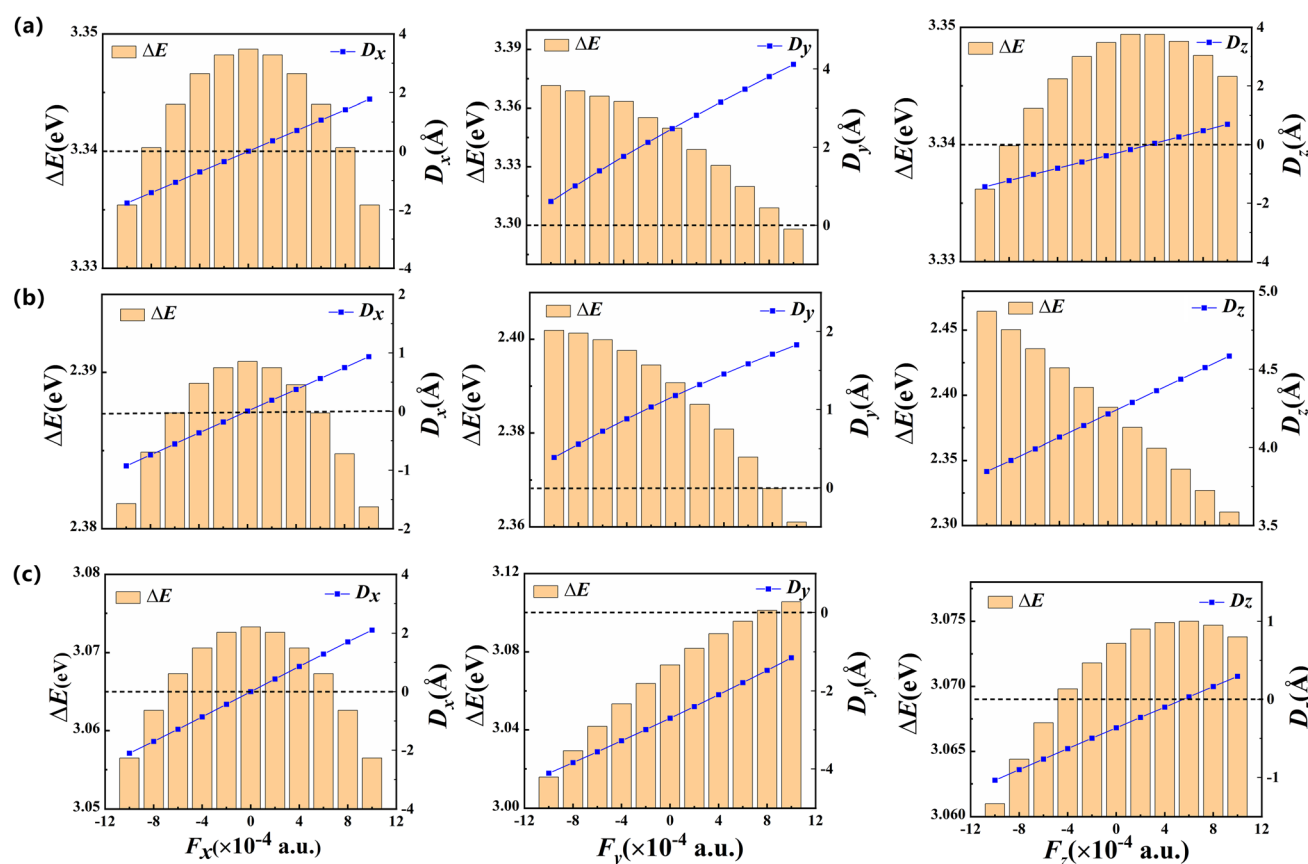 (a)
3.35
3.34
3.33
ΔE(eV)
ΔE
Dx
4
2
0
-2
-4
Dx(Å)
3.39
3.36
3.33
3.30
ΔE(eV)
ΔE
Dy
4
2
0
Dy(Å)
3.35
3.34
3.33
ΔE(eV)
ΔE
Dz
4
2
0
-2
-4
Dz(Å)
(b)
2.39
2.38
ΔE(eV)
ΔE
Dx
2
1
0
-1
-2
Dx(Å)
2.40
2.38
2.36
ΔE(eV)
ΔE
Dy
2
1
0
Dy(Å)
2.45
2.40
2.35
2.30
ΔE(eV)
ΔE
Dz
5.0
4.5
4.0
3.5
Dz(Å)
(c)
3.08
3.07
3.06
3.05
ΔE(eV)
ΔE
Dx
4
2
0
-2
-4
Dx(Å)
-12 -8 -4 0 4 8 12
Fx(×10⁻⁴ a.u.)
3.12
3.08
3.04
3.00
ΔE(eV)
ΔE
Dy
0
-2
-4
Dy(Å)
-12 -8 -4 0 4 8 12
Fy(×10⁻⁴ a.u.)
3.075
3.070
3.065
3.060
ΔE(eV)
ΔE
Dz
1
0
-1
-12 -8 -4 0 4 8 12
(×10⁻⁴ a.u.)